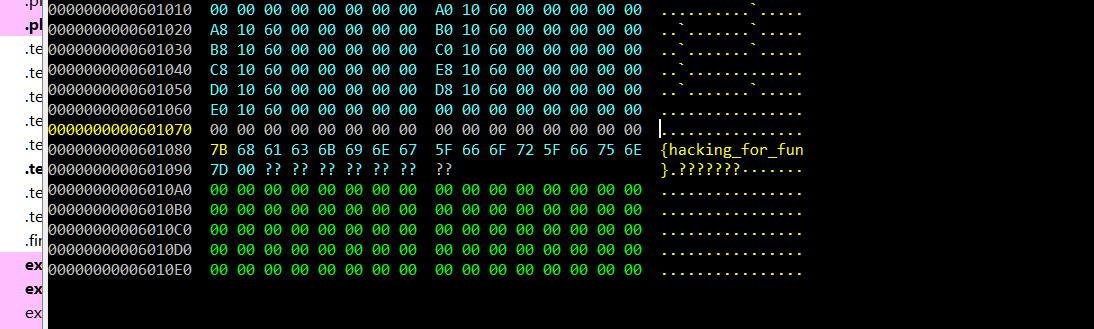 .pl
0000000000601010 00 00 00 00 00 00 00 00 A0 10 60 00 00 00 00 00 ..........`.....
.pl
0000000000601020 A8 10 60 00 00 00 00 00 B0 10 60 00 00 00 00 00 ..`.......`.....
.te
0000000000601030 B8 10 60 00 00 00 00 00 C0 10 60 00 00 00 00 00 ..`.......`.....
.te
0000000000601040 C8 10 60 00 00 00 00 00 E8 10 60 00 00 00 00 00 ..`.............
.te
0000000000601050 D0 10 60 00 00 00 00 00 D8 10 60 00 00 00 00 00 ..`.......`.....
.te
0000000000601060 E0 10 60 00 00 00 00 00 00 00 00 00 00 00 00 00 ................
.te
0000000000601070 00 00 00 00 00 00 00 00 00 00 00 00 00 00 00 00 ................
.te
0000000000601080 7B 68 61 63 6B 69 6E 67 5F 66 6F 72 5F 66 75 6E {hacking_for_fun
.te
0000000000601090 7D 00 ?? ?? ?? ?? ?? ?? ?? }.???????.......
.te
00000000006010A0 00 00 00 00 00 00 00 00 00 00 00 00 00 00 00 00 ................
.te
00000000006010B0 00 00 00 00 00 00 00 00 00 00 00 00 00 00 00 00 ................
.fir
00000000006010C0 00 00 00 00 00 00 00 00 00 00 00 00 00 00 00 00 ................
ex
00000000006010D0 00 00 00 00 00 00 00 00 00 00 00 00 00 00 00 00 ................
ex
00000000006010E0 00 00 00 00 00 00 00 00 00 00 00 00 00 00 00 00 ................
ex